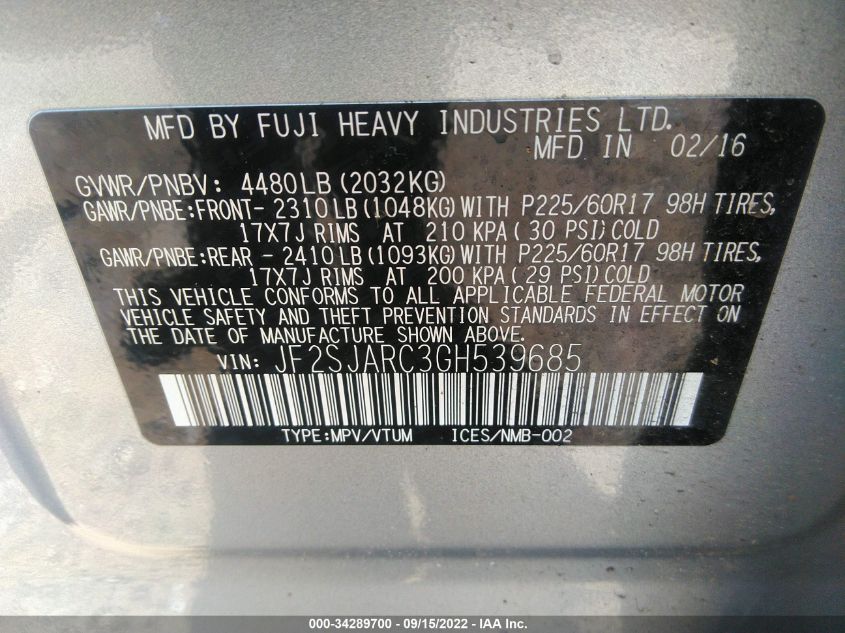 MFD BY FUJI HEAVY INDUSTRIES LTD.
MFD IN 02/16
GVWR/PNBV: 4480LB(2032KG)
GAWR/PNBE:FRONT- 2310LB(1048KG)WITH P225/60R17 98H TIRES,
17X7J RIMS AT 210 KPA(30 PSI)COLD
GAWR/PNBE:REAR - 2410LB(1093KG)WITH P225/60R17 98H TIRES,
17X7J RIMS AT 200 KPA(29 PSI)COLD
THIS VEHICLE CONFORMS TO ALL APPLICABLE FEDERAL MOTOR
VEHICLE SAFETY AND THEFT PREVENTION STANDARDS IN EFFECT ON
THE DATE OF MANUFACTURE SHOWN ABOVE.
VIN: JF2SJARC3GH539685
TYPE:MPV/VTUM ICES/NMB-002
000-34289700 - 09/15/2022 - IAA Inc.